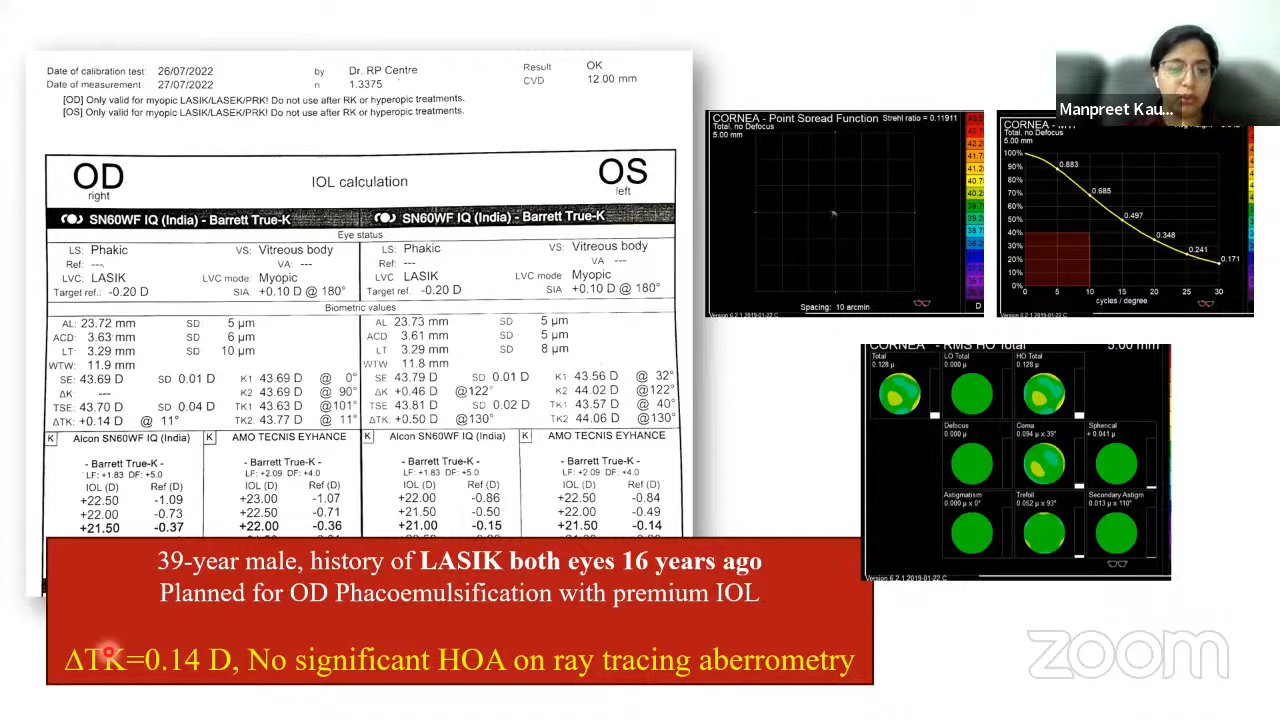 Date of calibration test: 26/07/2022 by Dr. RP Centre Result OK
Date of measurement: 27/07/2022 n 1.3375 CVD 12.00 mm
[OD] Only valid for myopic LASIK/LASEK/PRK! Do not use after RK or hyperopic treatments.
[OS] Only valid for myopic LASIK/LASEK/PRK! Do not use after RK or hyperopic treatments.
OD
right
IOL calculation
OS
left
SN60WF IQ (India) - Barrett True-K SN60WF IQ (India) - Barrett True-K
Eye status
LS: Phakic VS: Vitreous body LS: Phakic VS: Vitreous body
Ref: --- VA: --- Ref: --- VA: ---
LVC: LASIK LVC mode: Myopic LVC: LASIK LVC mode: Myopic
Target ref.: -0.20 D SIA: +0.10 D @ 180° Target ref.: -0.20 D SIA: +0.10 D @ 180°
Biometric values
AL: 23.72 mm SD 5 µm AL 23.73 mm SD 5 µm
ACD: 3.63 mm SD 6 µm ACD 3.61 mm SD 5 µm
LT: 3.29 mm SD 10 µm LT 3.29 mm SD 8 µm
WTW: 11.9 mm WTW: 11.8 mm
SE: 43.69 D SD 0.01 D K1 43.69 D @ 0° SE 43.79 D SD 0.01 D K1 43.56 D @ 32°
ΔK: --- K2 43.69 D @ 90° ΔK +0.46 D @122° K2 44.02 D @122°
TSE: 43.70 D SD 0.04 D TK1 43.63 D @101° TSE 43.81 D SD 0.02 D TK1 43.57 D @ 40°
ΔTK: +0.14 D @ 11° TK2 43.77 D @ 11° ΔTK: +0.50 D @130° TK2 44.06 D @130°
K Alcon SN60WF IQ (India) K AMO TECNIS EYHANCE K Alcon SN60WF IQ (India) K AMO TECNIS EYHANCE
- Barrett True-K - - Barrett True-K - - Barrett True-K - - Barrett True-K -
LF: +1.83 DF: +5.0 LF: +2.09 DF: +4.0 LF: +1.83 DF: +5.0 LF: +2.09 DF: +4.0
IOL (D) Ref (D) IOL (D) Ref (D) IOL (D) Ref (D) IOL (D) Ref (D)
+22.50 -1.09 +23.00 -1.07 +22.00 -0.86 +22.50 -0.84
+22.00 -0.73 +22.50 -0.71 +21.50 -0.50 +22.00 -0.49
+21.50 -0.37 +22.00 -0.36 +21.00 -0.15 +21.50 -0.14
39-year male, history of LASIK both eyes 16 years ago
Planned for OD Phacoemulsification with premium IOL
ΔTK=0.14 D, No significant HOA on ray tracing aberrometry
CORNEA - Point Spread Function Strehl ratio = 0.11911
Total, no Defocus
5.00 mm
Spacing: 10 arcmin
D
Version 6.2.1 2019-01-22 C
Manpreet Kau...
CORNEA -
Total, no Defocus
5.00 mm
100%
90%
80%
70%
60%
50%
40%
30%
20%
10%
0%
0.883
0.685
0.497
0.348
0.241
0.171
0 5 10 15 20 25 30
cycles / degree
Version 6.2.1 2019-01-22 C
CORNEA - RMS HO Total 5.00 mm
Total LO Total HO Total
0.128 µ 0.000 µ 0.128 µ
Defocus Coma Spherical
0.000 µ 0.094 µ x 39° + 0.041 µ
Astigmatism Trefoil Secondary Astigm
0.000 µ x 0° 0.052 µ x 93° 0.013 µ x 110°
Version 6.2.1 2019-01-22 C
zoom